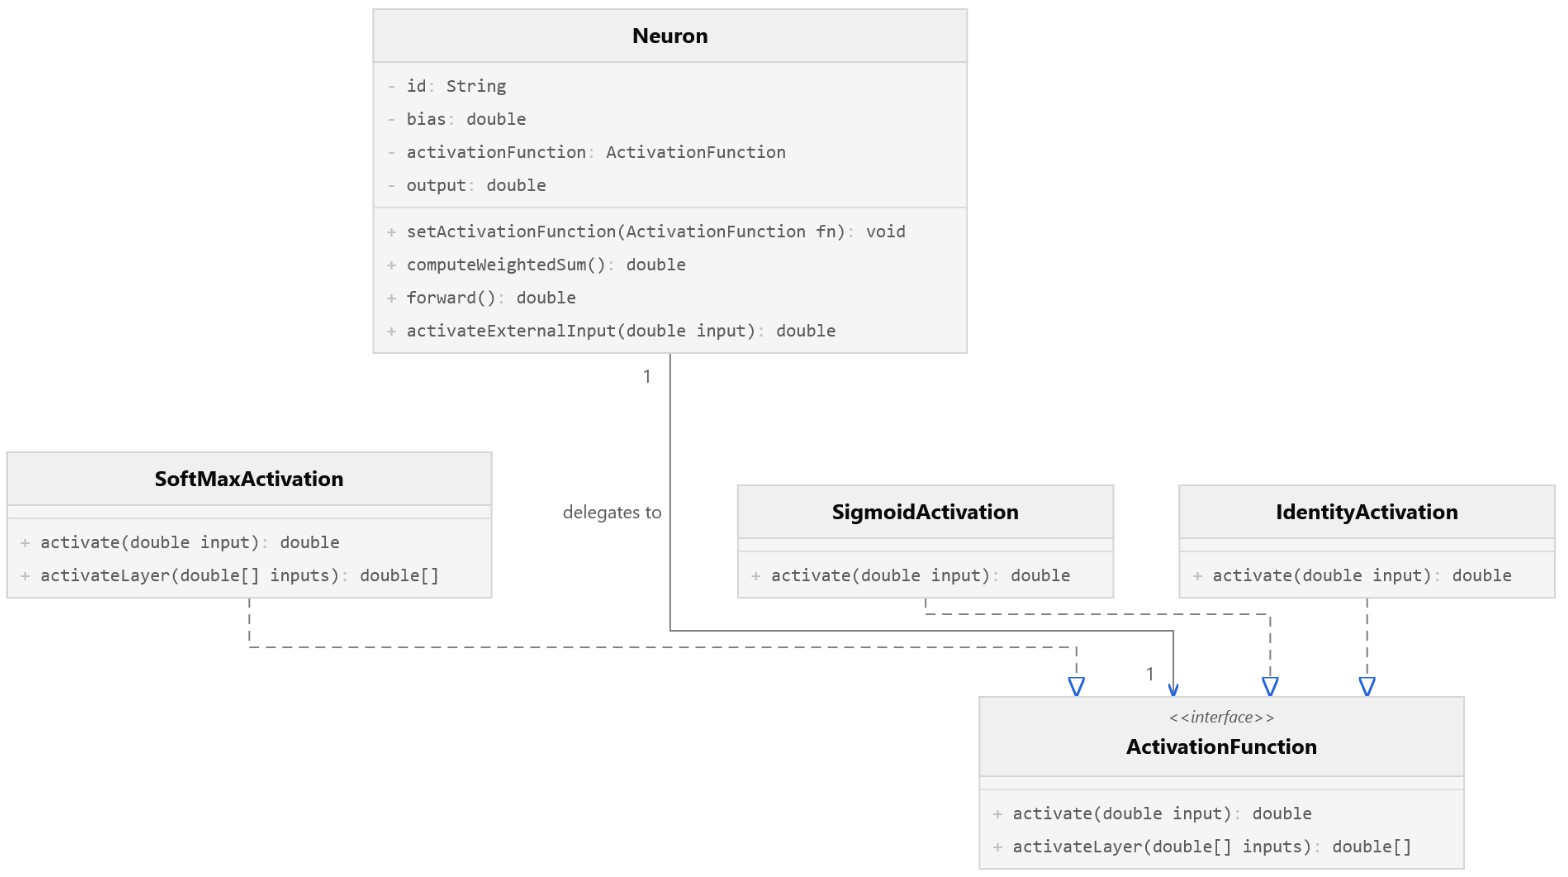 Neuron
- id: String
- bias: double
- activationFunction: ActivationFunction
- output: double
+ setActivationFunction(ActivationFunction fn): void
+ computeWeightedSum(): double
+ forward(): double
+ activateExternalInput(double input): double
1
delegates to
1
SoftMaxActivation
+ activate(double input): double
+ activateLayer(double[] inputs): double[]
SigmoidActivation
+ activate(double input): double
IdentityActivation
+ activate(double input): double
<<interface>>
ActivationFunction
+ activate(double input): double
+ activateLayer(double[] inputs): double[]